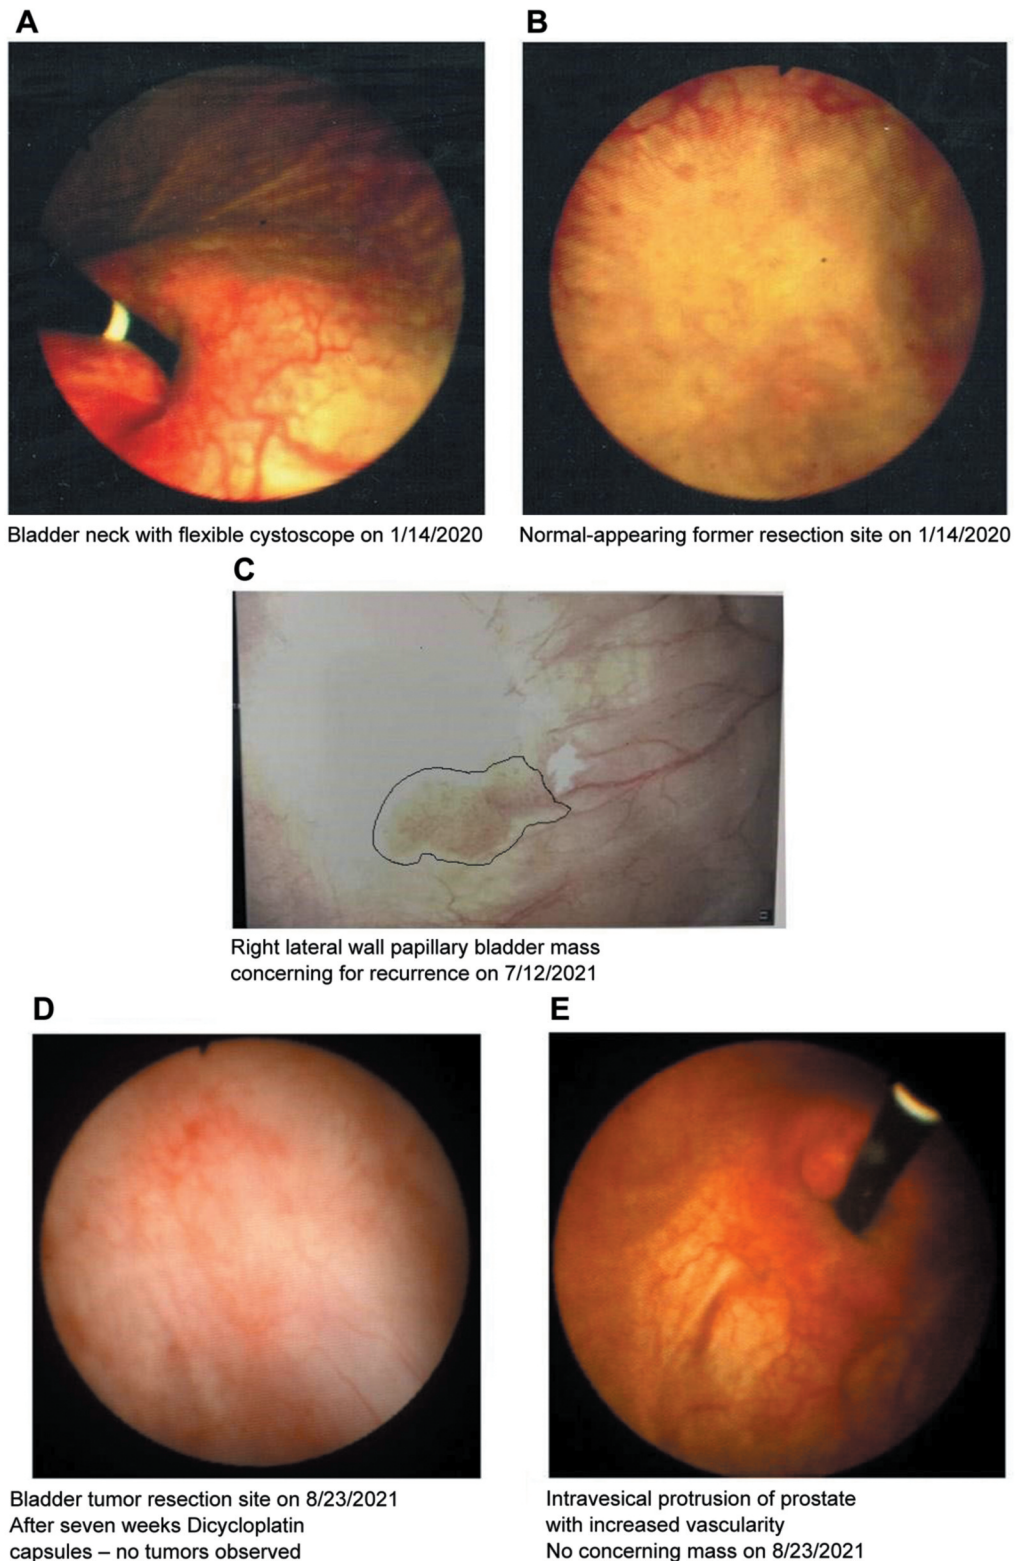 A
B
Bladder neck with flexible cystoscope on 1/14/2020
Normal-appearing former resection site on 1/14/2020
C
Right lateral wall papillary bladder mass
concerning for recurrence on 7/12/2021
D
E
Bladder tumor resection site on 8/23/2021
After seven weeks Dicycloplatin
capsules – no tumors observed
Intravesical protrusion of prostate
with increased vascularity
No concerning mass on 8/23/2021